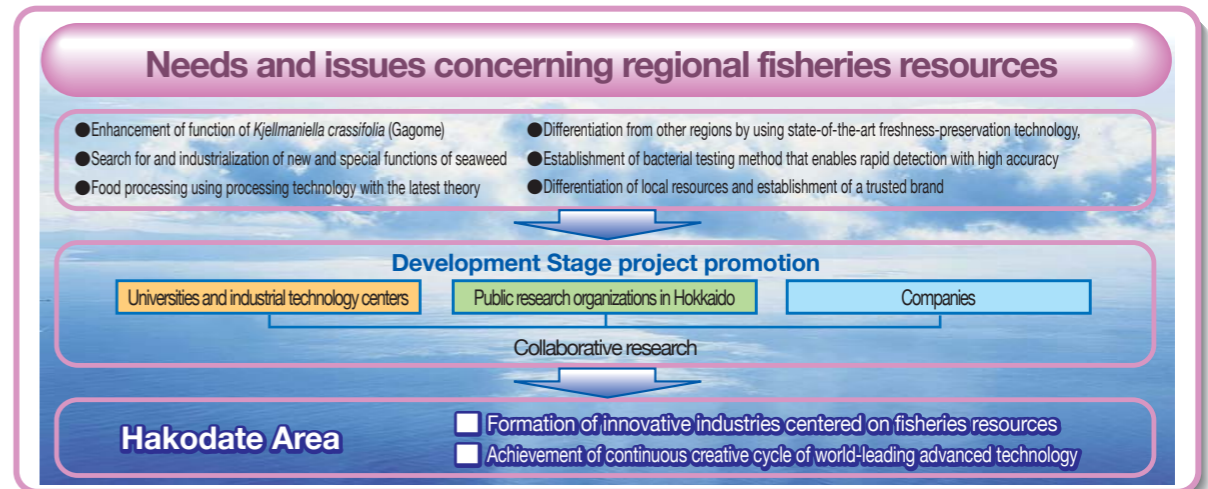 Needs and issues concerning regional fisheries resources
●Enhancement of function of Kjellmaniella crassifolia (Gagome)
●Search for and industrialization of new and special functions of seaweed
●Food processing using processing technology with the latest theory
●Differentiation from other regions by using state-of-the-art freshness-preservation technology,
●Establishment of bacterial testing method that enables rapid detection with high accuracy
●Differentiation of local resources and establishment of a trusted brand
Development Stage project promotion
Universities and industrial technology centers
Public research organizations in Hokkaido
Companies
Collaborative research
Hakodate Area
Formation of innovative industries centered on fisheries resources
Achievement of continuous creative cycle of world-leading advanced technology